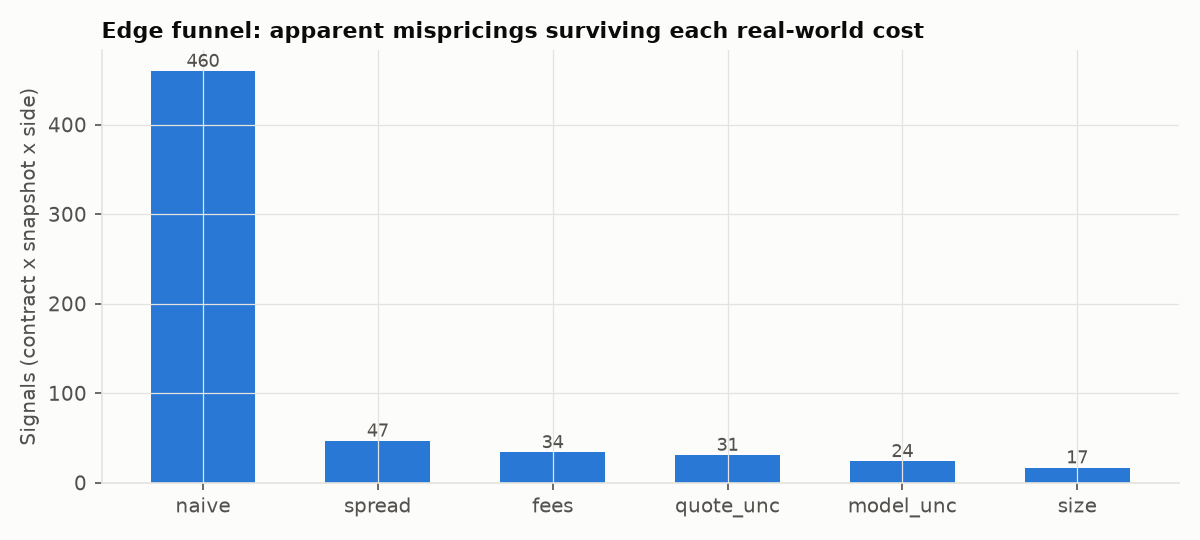 Edge funnel: apparent mispricings surviving each real-world cost
Signals (contract x snapshot x side)
400
300
200
100
0
460
47
34
31
24
17
naive
spread
fees
quote_unc
model_unc
size